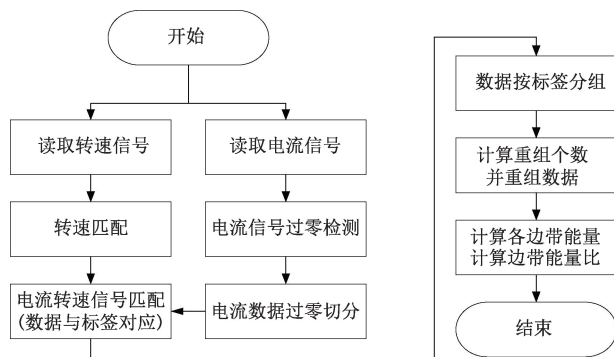 开始
读取转速信号
读取电流信号
转速匹配
电流信号过零检测
电流转速信号匹配
(数据与标签对应)
电流数据过零切分
数据按标签分组
计算重组个数
并重组数据
计算各边带能量
计算边带能量比
结束